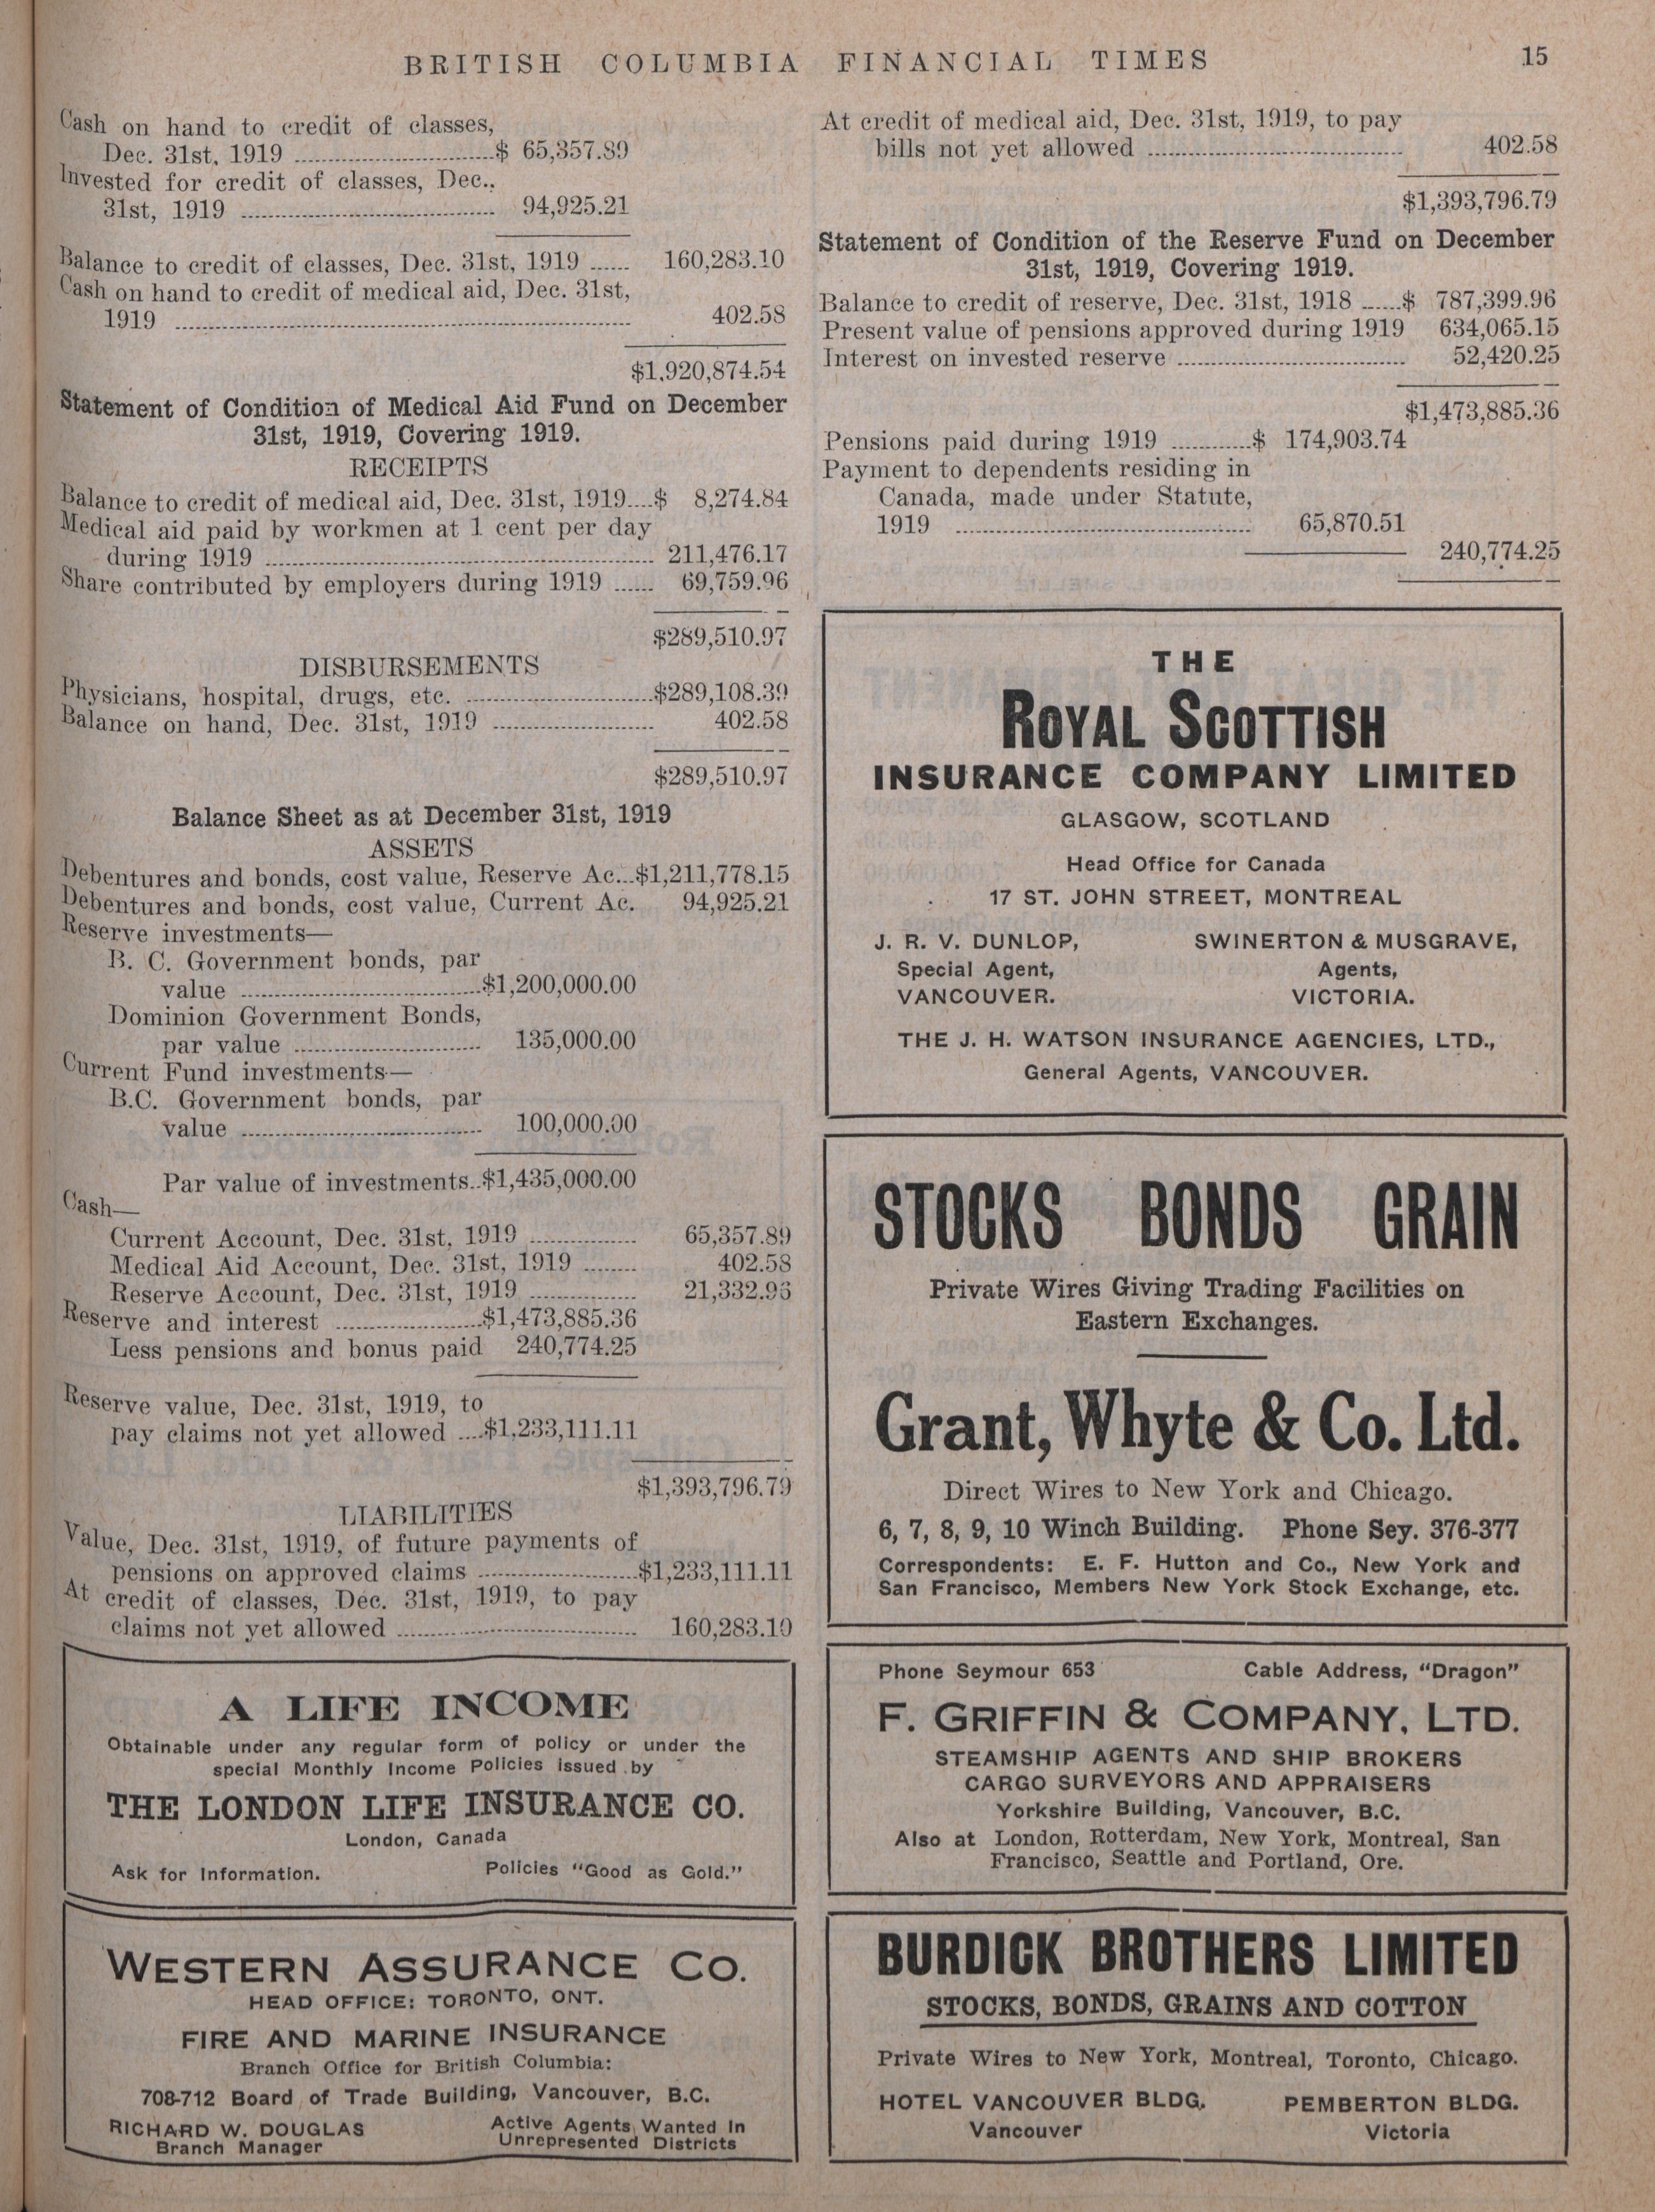 BRITISH COLUMBIA FINANCIAL TIMES 15
Cash on hand to credit of classes,
Dec. 31st, 1919 ........ $ 65,357.89
Invested for credit of classes, Dec.,
31st, 1919 ........ 94,925.21
Balance to credit of classes, Dec. 31st, 1919 ...... 160,283.10
Cash on hand to credit of medical aid, Dec. 31st,
1919 ........ 402.58
$1,920,874.54
Statement of Condition of Medical Aid Fund on December
31st, 1919, Covering 1919.
RECEIPTS
Balance to credit of medical aid, Dec. 31st, 1919....$ 8,274.84
Medical aid paid by workmen at 1 cent per day
during 1919 ........ 211,476.17
Share contributed by employers during 1919 ...... 69,759.96
$289,510.97
DISBURSEMENTS
Physicians, hospital, drugs, etc. ........$289,108.39
Balance on hand, Dec. 31st, 1919 ........ 402.58
$289,510.97
Balance Sheet as at December 31st, 1919
ASSETS
Debentures and bonds, cost value, Reserve Ac...$1,211,778.15
Debentures and bonds, cost value, Current Ac. 94,925.21
Reserve investments—
B. C. Government bonds, par
value ........$1,200,000.00
Dominion Government Bonds,
par value ........ 135,000.00
Current Fund investments—
B.C. Government bonds, par
value ........ 100,000.00
Par value of investments..$1,435,000.00
Cash—
Current Account, Dec. 31st, 1919 ........ 65,357.89
Medical Aid Account, Dec. 31st, 1919 ........ 402.58
Reserve Account, Dec. 31st, 1919 ........ 21,332.96
Reserve and interest ........$1,473,885.36
Less pensions and bonus paid 240,774.25
Reserve value, Dec. 31st, 1919, to
pay claims not yet allowed ....$1,233,111.11
$1,393,796.79
LIABILITIES
Value, Dec. 31st, 1919, of future payments of
pensions on approved claims ........$1,233,111.11
At credit of classes, Dec. 31st, 1919, to pay
claims not yet allowed ........ 160,283.10
A LIFE INCOME
Obtainable under any regular form of policy or under the
special Monthly Income Policies issued by
THE LONDON LIFE INSURANCE CO.
London, Canada
Ask for Information. Policies "Good as Gold."
WESTERN ASSURANCE CO.
HEAD OFFICE: TORONTO, ONT.
FIRE AND MARINE INSURANCE
Branch Office for British Columbia:
708-712 Board of Trade Building, Vancouver, B.C.
RICHARD W. DOUGLAS
Branch Manager
Active Agents Wanted In
Unrepresented Districts
At credit of medical aid, Dec. 31st, 1919, to pay
bills not yet allowed ........ 402.58
$1,393,796.79
Statement of Condition of the Reserve Fund on December
31st, 1919, Covering 1919.
Balance to credit of reserve, Dec. 31st, 1918 ......$ 787,399.96
Present value of pensions approved during 1919 634,065.15
Interest on invested reserve ........ 52,420.25
$1,473,885.36
Pensions paid during 1919 ........$ 174,903.74
Payment to dependents residing in
Canada, made under Statute,
1919 ........ 65,870.51
240,774.25
THE
ROYAL SCOTTISH
INSURANCE COMPANY LIMITED
GLASGOW, SCOTLAND
Head Office for Canada
17 ST. JOHN STREET, MONTREAL
J. R. V. DUNLOP,
Special Agent,
VANCOUVER.
SWINERTON & MUSGRAVE,
Agents,
VICTORIA.
THE J. H. WATSON INSURANCE AGENCIES, LTD.,
General Agents, VANCOUVER.
STOCKS BONDS GRAIN
Private Wires Giving Trading Facilities on
Eastern Exchanges.
Grant, Whyte & Co. Ltd.
Direct Wires to New York and Chicago.
6, 7, 8, 9, 10 Winch Building. Phone Sey. 376-377
Correspondents: E. F. Hutton and Co., New York and
San Francisco, Members New York Stock Exchange, etc.
Phone Seymour 653 Cable Address, "Dragon"
F. GRIFFIN & COMPANY, LTD.
STEAMSHIP AGENTS AND SHIP BROKERS
CARGO SURVEYORS AND APPRAISERS
Yorkshire Building, Vancouver, B.C.
Also at London, Rotterdam, New York, Montreal, San
Francisco, Seattle and Portland, Ore.
BURDICK BROTHERS LIMITED
STOCKS, BONDS, GRAINS AND COTTON
Private Wires to New York, Montreal, Toronto, Chicago.
HOTEL VANCOUVER BLDG.
Vancouver
PEMBERTON BLDG.
Victoria